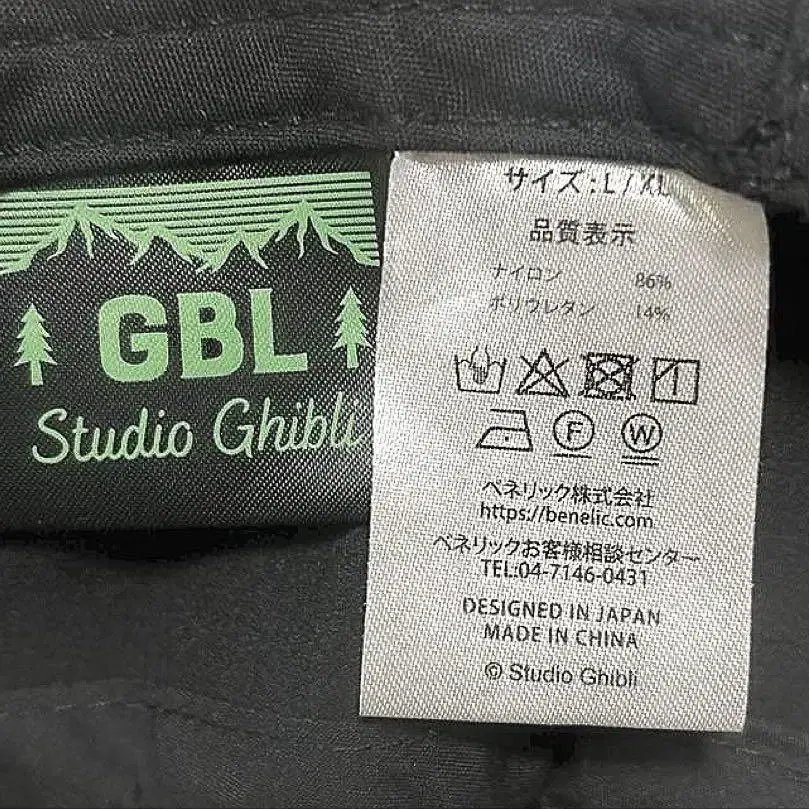 GBL
Studio Ghibli
サイズ:L/XL
品質表示
ナイロン 86%
ポリウレタン 14%
F W
ベネリック株式会社
https://benelic.com
ベネリックお客様相談センター
TEL:04-7146-0431
DESIGNED IN JAPAN
MADE IN CHINA
© Studio Ghibli